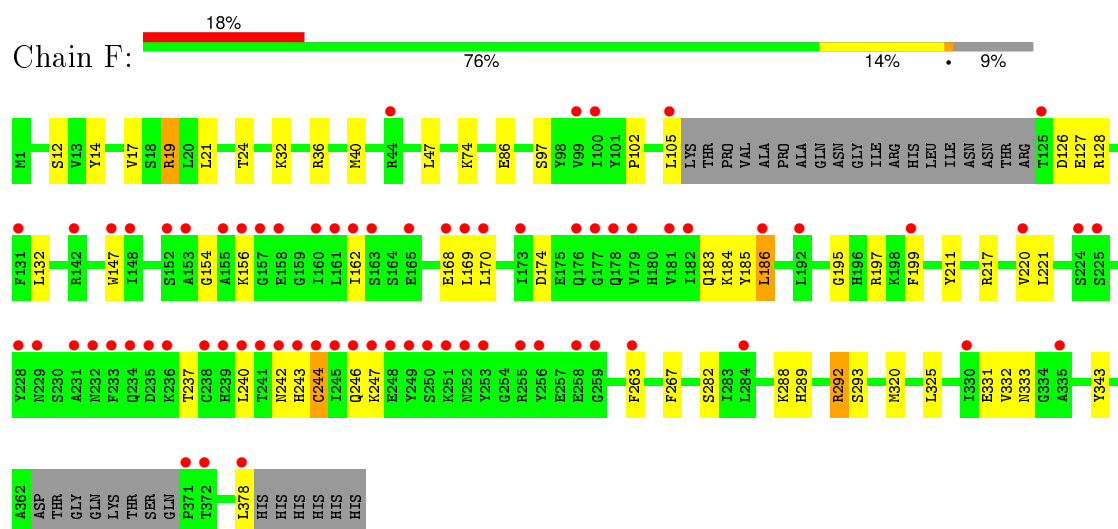 18%
Chain F:
76% 14% • 9%
M1 S12 V13 Y14 V17 S18 R19 L20 L21 T24 K32 R36 M40 R44 L47 K74 E86 S97 Y98 V99 I100 Y101 P102 L105 LYS THR PRO VAL ALA PRO ALA GLN ASN GLY ILE ARG HIS LEU ILE ASN ASN THR ARG T125 D126 E127 R128
F131 L132 R142 W147 I148 S152 A153 G154 A155 K156 G157 E158 G159 I160 L161 I162 S163 S164 E165 E168 L169 L170 I173 D174 E175 Q176 G177 Q178 V179 H180 V181 I182 Q183 K184 Y185 L186 L192 G195 H196 R197 K198 F199 Y211 R217 V220 L221 S224 S225
Y228 N229 S230 A231 N232 F233 Q234 D235 K236 T237 C238 H239 L240 T241 N242 H243 C244 I245 Q246 K247 E248 Y249 S250 K251 N252 Y253 G254 R255 Y256 E257 E258 G259 F263 F267 S282 I283 L284 K288 H289 R292 S293 M320 L325 I330 E331 V332 N333 G334 A335 Y343
A362 ASP THR GLY GLN LYS THR SER GLN P371 T372 L378 HIS HIS HIS HIS HIS HIS